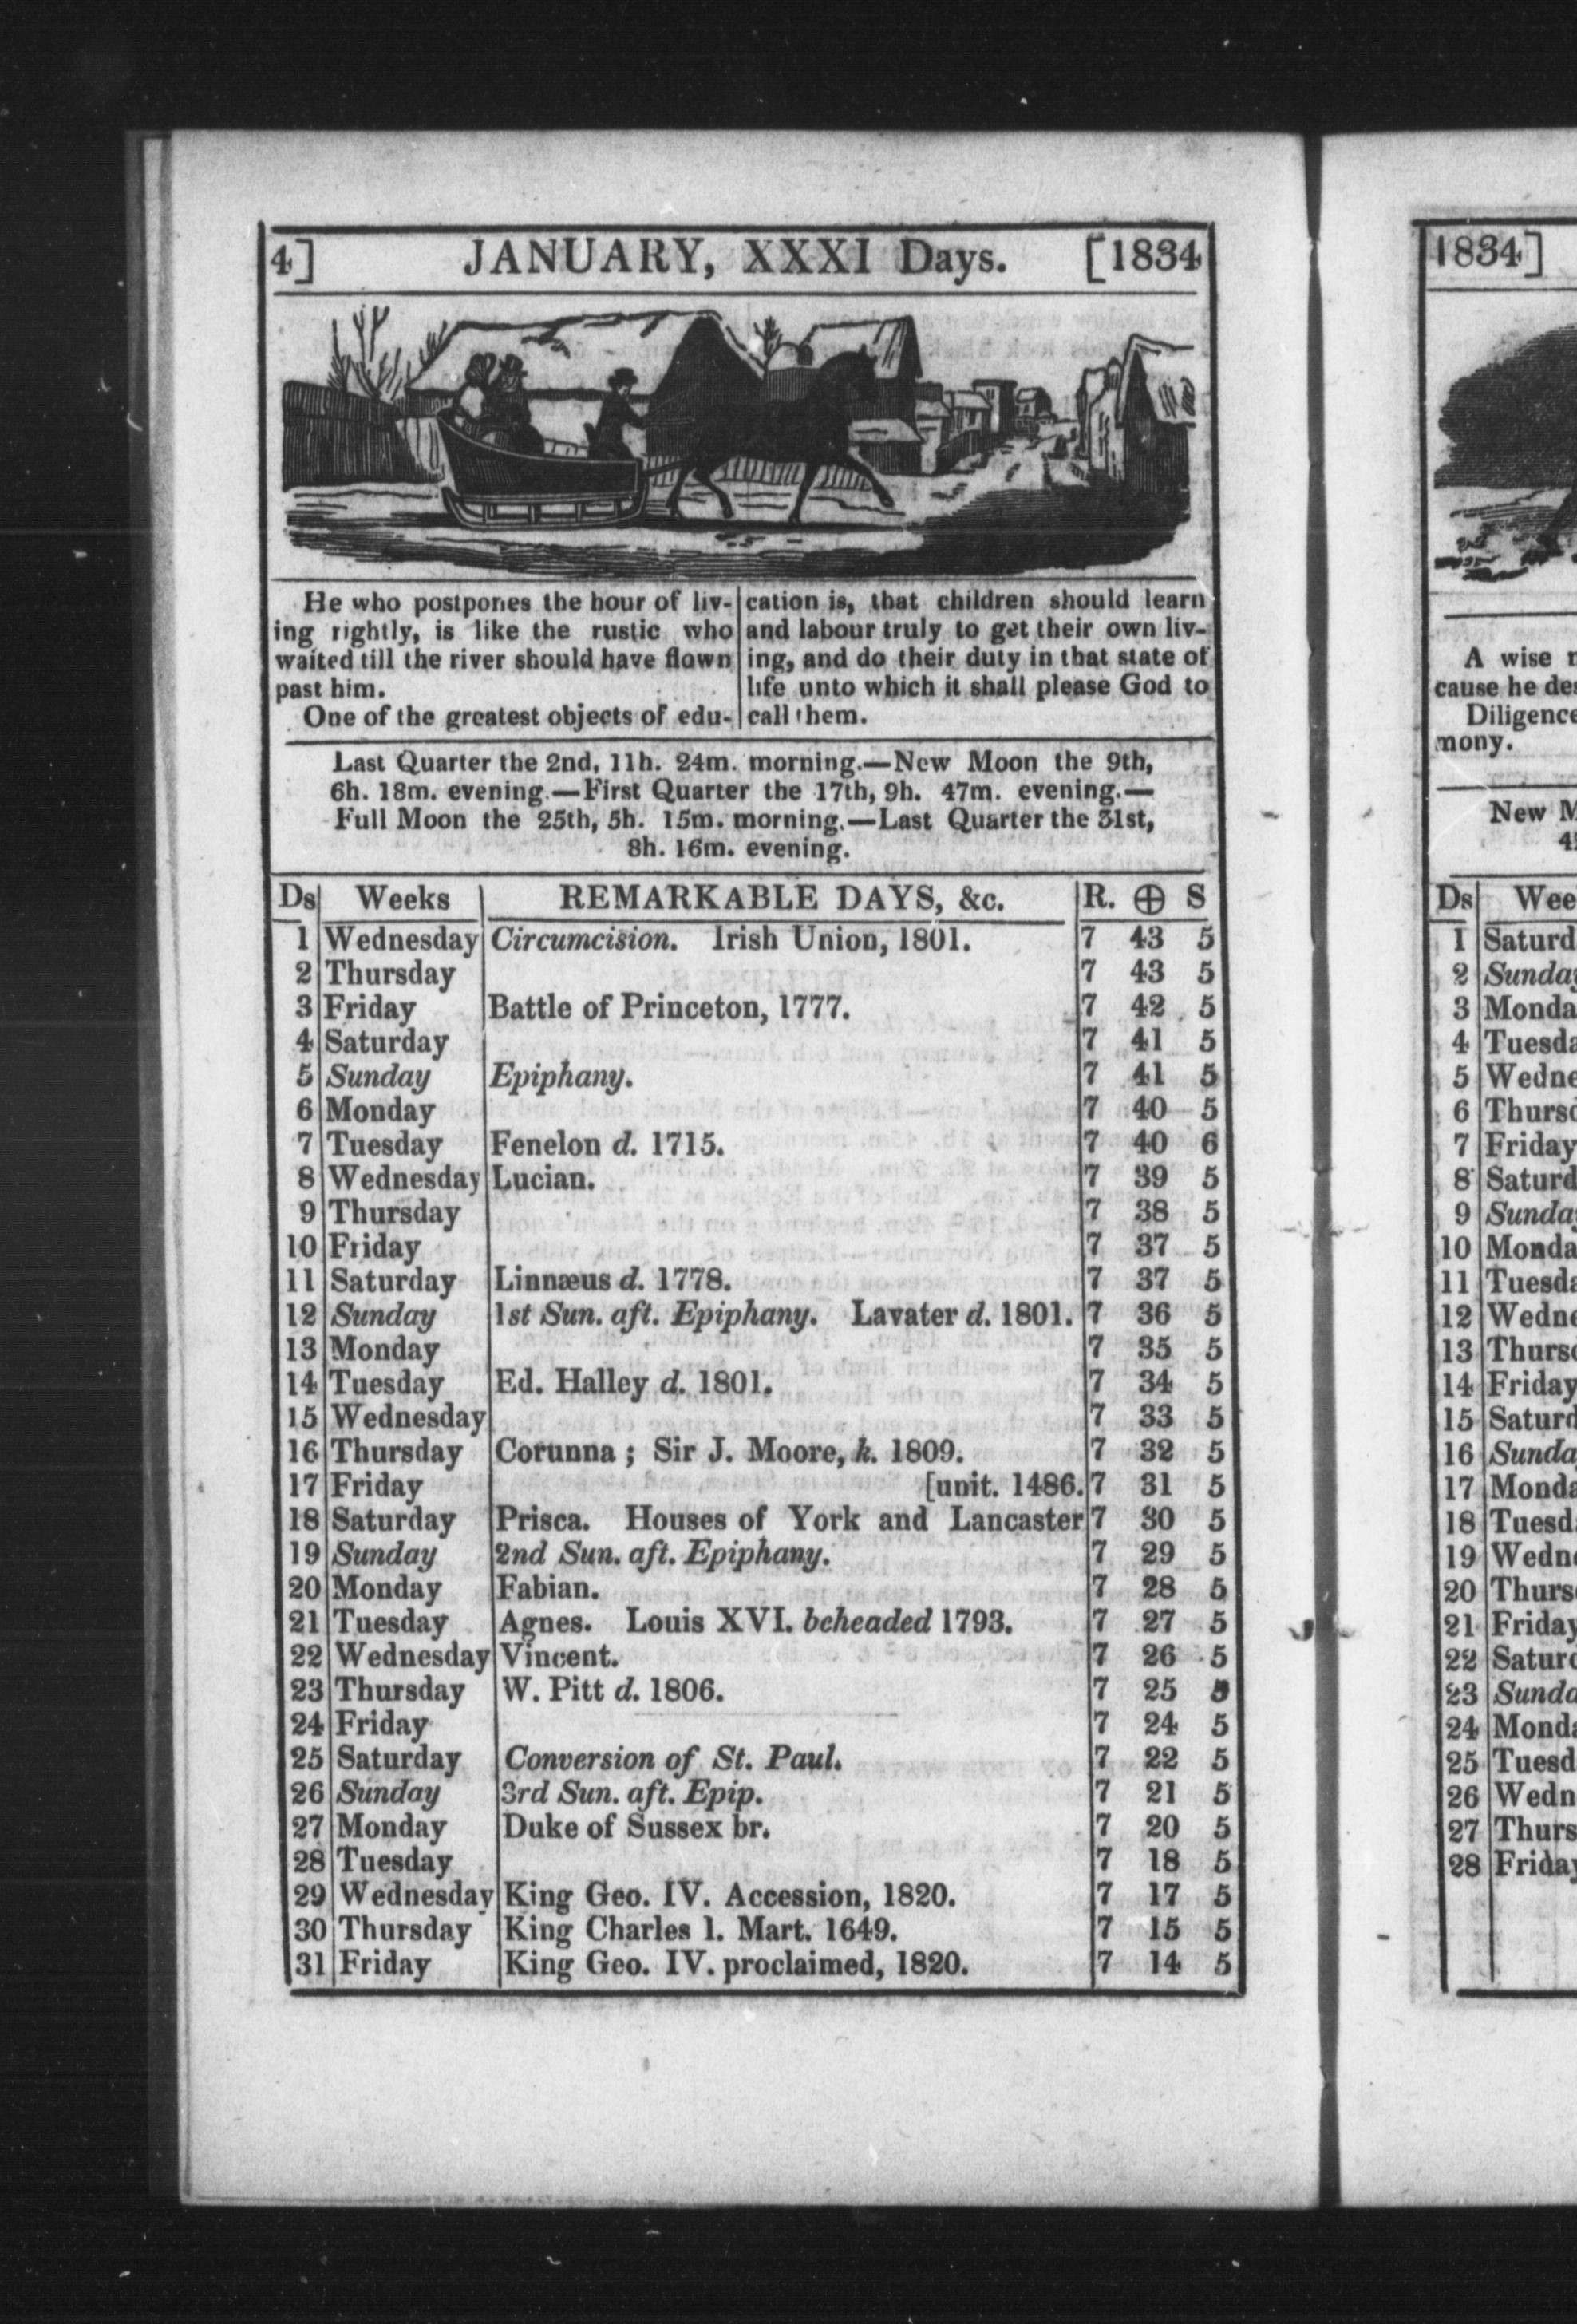 4] JANUARY, XXXI Days. [1834
He who postpones the hour of liv-
ing rightly, is like the rustic who
waited till the river should have flown
past him.
One of the greatest objects of edu-
cation is, that children should learn
and labour truly to get their own liv-
ing, and do their duty in that state of
life unto which it shall please God to
call them.
Last Quarter the 2nd, 11h. 24m. morning.—New Moon the 9th,
6h. 18m. evening.—First Quarter the 17th, 9h. 47m. evening.—
Full Moon the 25th, 5h. 15m. morning.—Last Quarter the 31st,
8h. 16m. evening.
Ds Weeks REMARKABLE DAYS, &c. R. ⊕ S
1 Wednesday Circumcision. Irish Union, 1801. 7 43 5
2 Thursday 7 43 5
3 Friday Battle of Princeton, 1777. 7 42 5
4 Saturday 7 41 5
5 Sunday Epiphany. 7 41 5
6 Monday 7 40 5
7 Tuesday Fenelon d. 1715. 7 40 6
8 Wednesday Lucian. 7 39 5
9 Thursday 7 38 5
10 Friday 7 37 5
11 Saturday Linnæus d. 1778. 7 37 5
12 Sunday 1st Sun. aft. Epiphany. Lavater d. 1801. 7 36 5
13 Monday 7 35 5
14 Tuesday Ed. Halley d. 1801. 7 34 5
15 Wednesday 7 33 5
16 Thursday Corunna ; Sir J. Moore, k. 1809. 7 32 5
17 Friday [unit. 1486. 7 31 5
18 Saturday Prisca. Houses of York and Lancaster 7 30 5
19 Sunday 2nd Sun. aft. Epiphany. 7 29 5
20 Monday Fabian. 7 28 5
21 Tuesday Agnes. Louis XVI. beheaded 1793. 7 27 5
22 Wednesday Vincent. 7 26 5
23 Thursday W. Pitt d. 1806. 7 25 5
24 Friday 7 24 5
25 Saturday Conversion of St. Paul. 7 22 5
26 Sunday 3rd Sun. aft. Epip. 7 21 5
27 Monday Duke of Sussex br. 7 20 5
28 Tuesday 7 18 5
29 Wednesday King Geo. IV. Accession, 1820. 7 17 5
30 Thursday King Charles 1. Mart. 1649. 7 15 5
31 Friday King Geo. IV. proclaimed, 1820. 7 14 5
1834]
A wise
cause he
Diligence
mony.
New
Ds Wee
1 Saturd
2 Sunday
3 Monda
4 Tuesda
5 Wedne
6 Thursd
7 Friday
8 Saturd
9 Sunda
10 Monda
11 Tuesda
12 Wedne
13 Thursd
14 Friday
15 Saturd
16 Sunda
17 Monda
18 Tuesd
19 Wedne
20 Thurs
21 Friday
22 Satur
23 Sunda
24 Monda
25 Tuesd
26 Wedn
27 Thurs
28 Friday